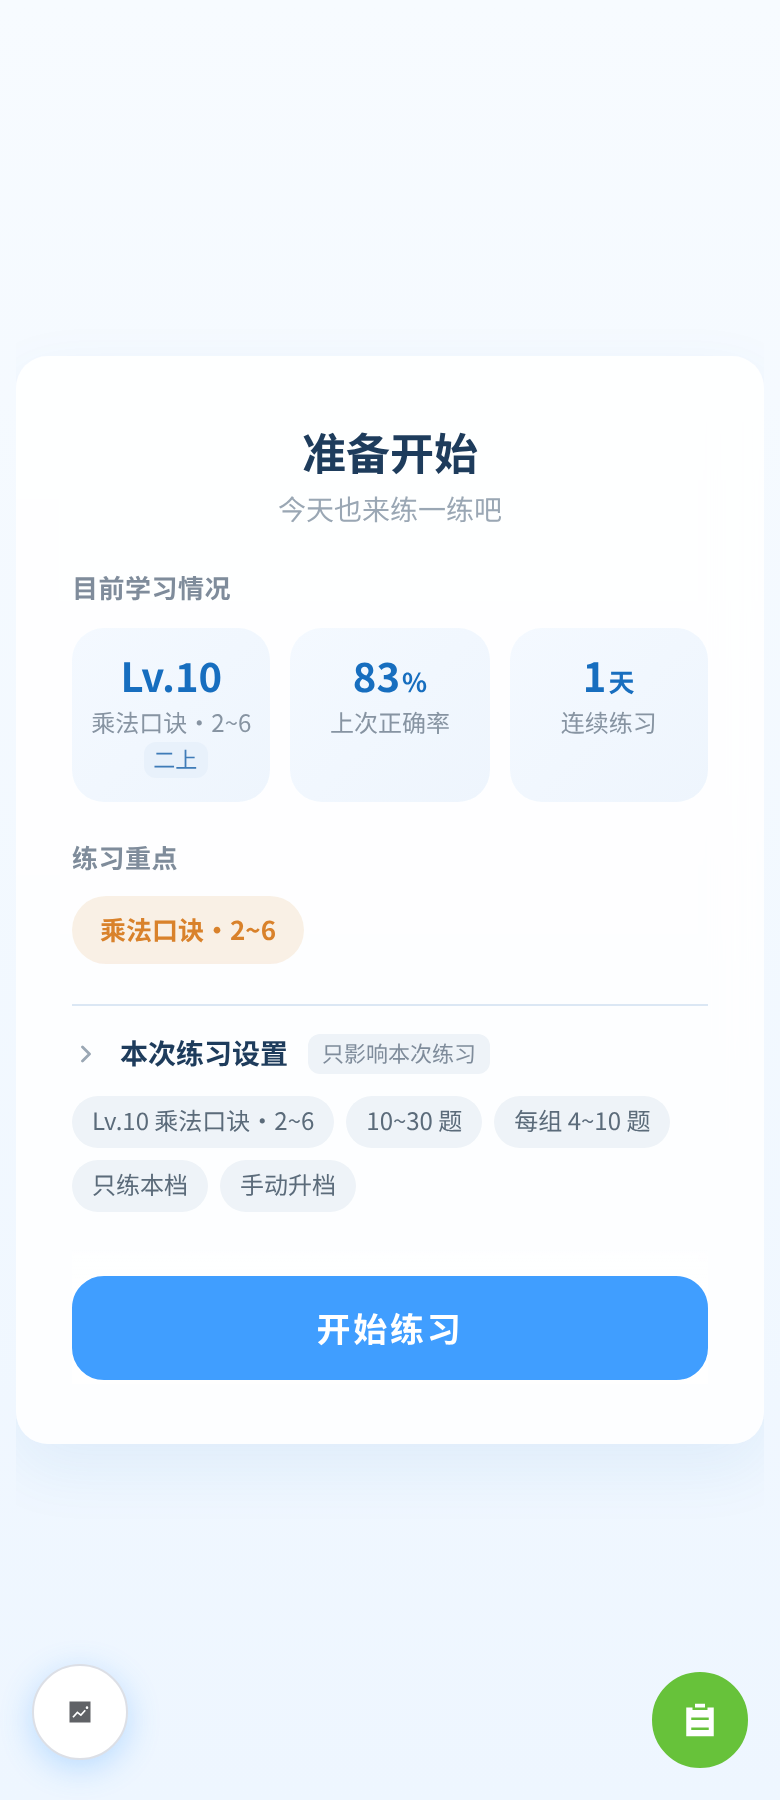 准备开始
今天也来练一练吧
目前学习情况
Lv.10
乘法口诀・2~6
二上
83%
上次正确率
1天
连续练习
练习重点
乘法口诀・2~6
本次练习设置 只影响本次练习
Lv.10 乘法口诀・2~6 10~30 题 每组 4~10 题
只练本档 手动升档
开始练习